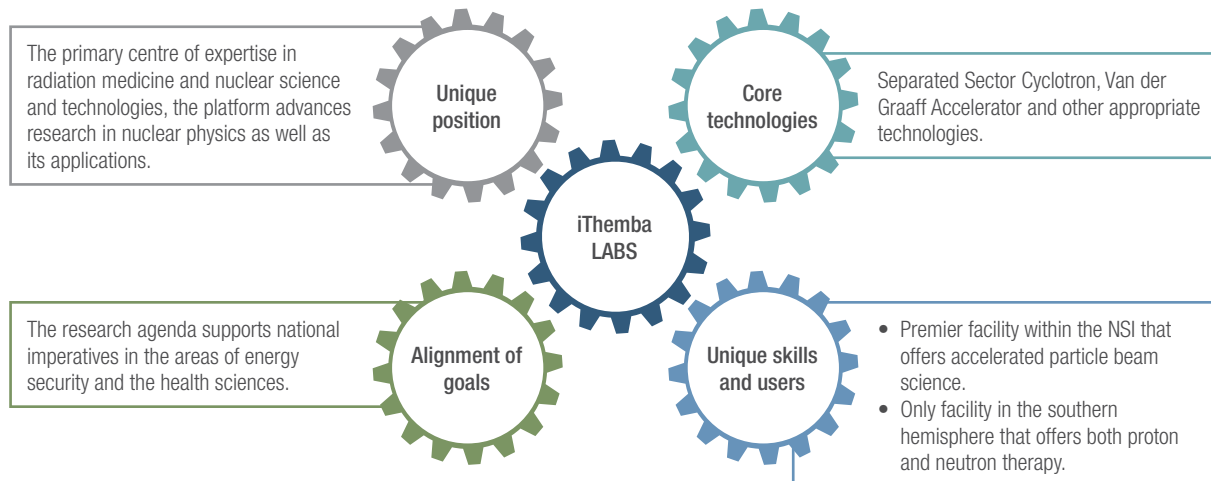 The primary centre of expertise in
radiation medicine and nuclear science
and technologies, the platform advances
research in nuclear physics as well as
its applications.
Unique
position
Core
technologies
Separated Sector Cyclotron, Van der
Graaff Accelerator and other appropriate
technologies.
iThemba
LABS
The research agenda supports national
imperatives in the areas of energy
security and the health sciences.
Alignment of
goals
Unique skills
and users
• Premier facility within the NSI that
offers accelerated particle beam
science.
• Only facility in the southern
hemisphere that offers both proton
and neutron therapy.